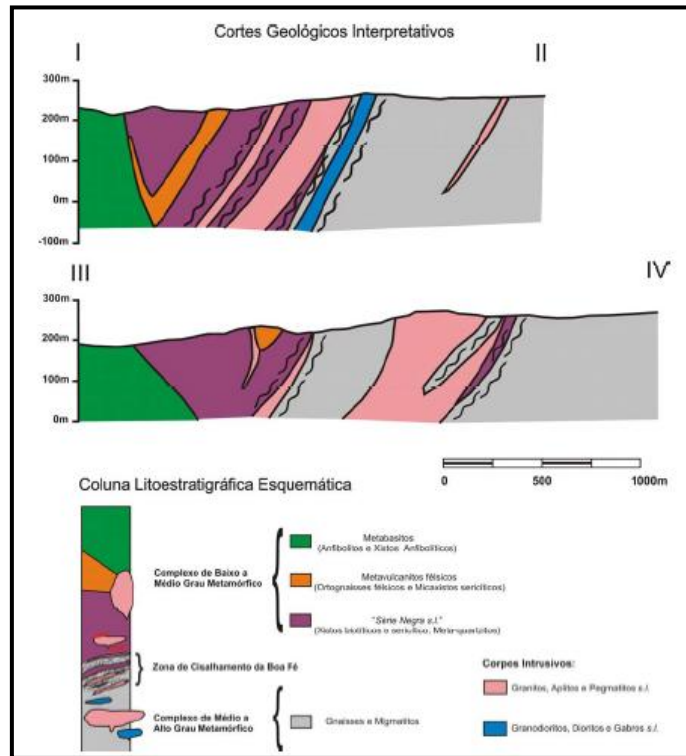 Cortes Geológicos Interpretativos
I
II
300m
200m
100m
0m
-100m
III
IV
300m
200m
100m
0m
0 500 1000m
Coluna Litoestratigráfica Esquemática
Complexo de Baixo a
Médio Grau Metamórfico
Metabasitos
(Anfibolitos e Xistos Anfibolíticos)
Metavulcanitos félsicos
(Ortognaisses félsicos e Micaxistos sericíticos)
"Série Negra s.l."
(Xistos biotíticos e sericítico, Meta-quartzitos)
Zona de Cisalhamento da Boa Fé
Complexo de Médio a
Alto Grau Metamórfico
Gnaisses e Migmatitos
Corpos Intrusivos:
Granitos, Aplitos e Pegmatitos s.l.
Granodioritos, Dioritos e Gabros s.l.